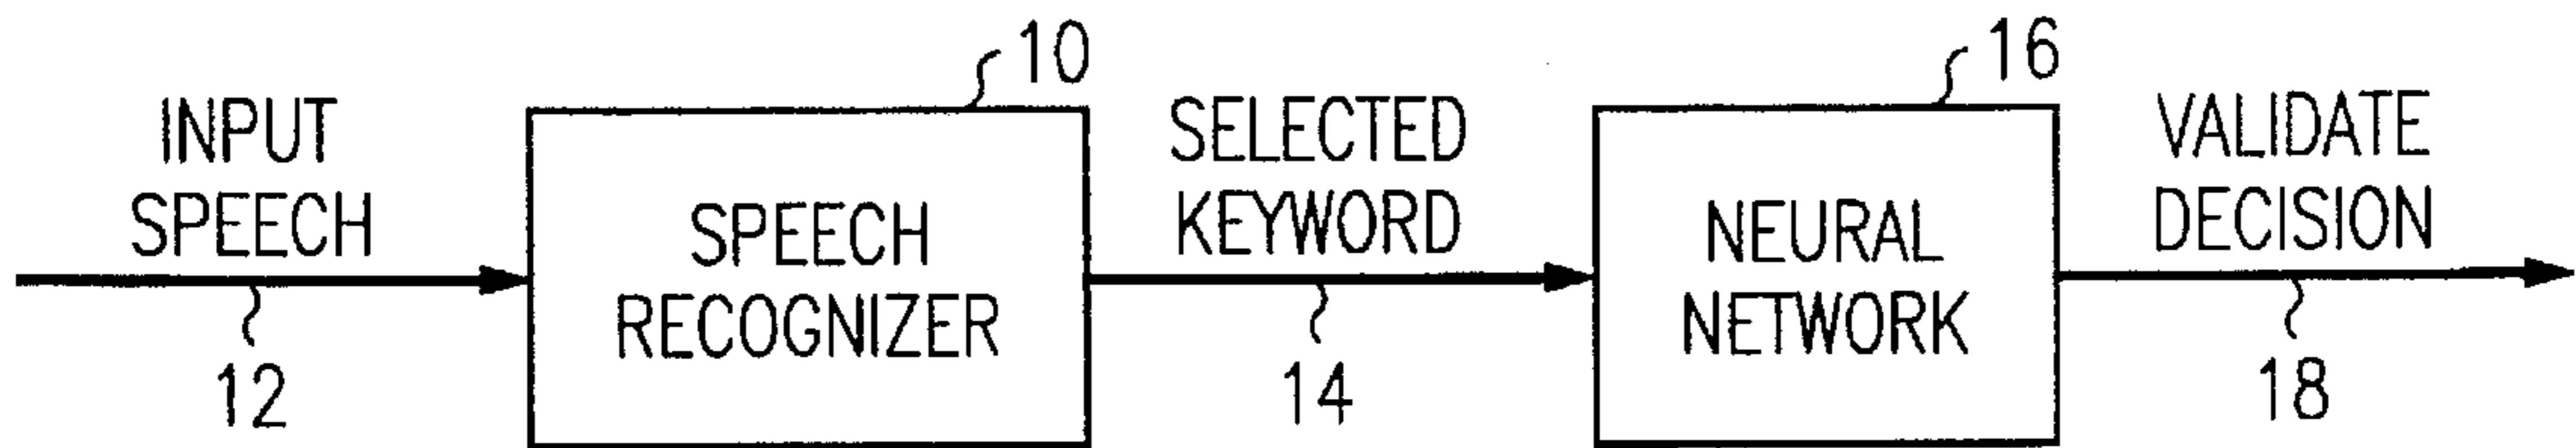 INPUT
SPEECH
12
10
SPEECH
RECOGNIZER
SELECTED
KEYWORD
14
16
NEURAL
NETWORK
VALIDATE
DECISION
18